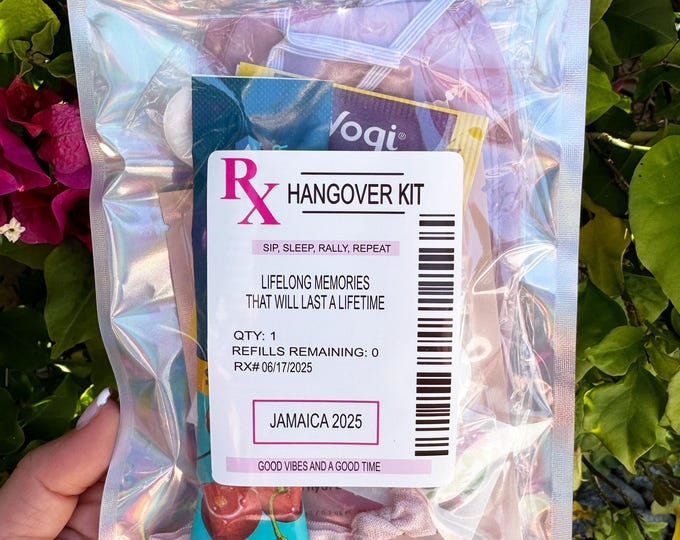 Yogi®
RX HANGOVER KIT
SIP, SLEEP, RALLY, REPEAT
LIFELONG MEMORIES
THAT WILL LAST A LIFETIME
QTY: 1
REFILLS REMAINING: 0
RX# 06/17/2025
JAMAICA 2025
GOOD VIBES AND A GOOD TIME